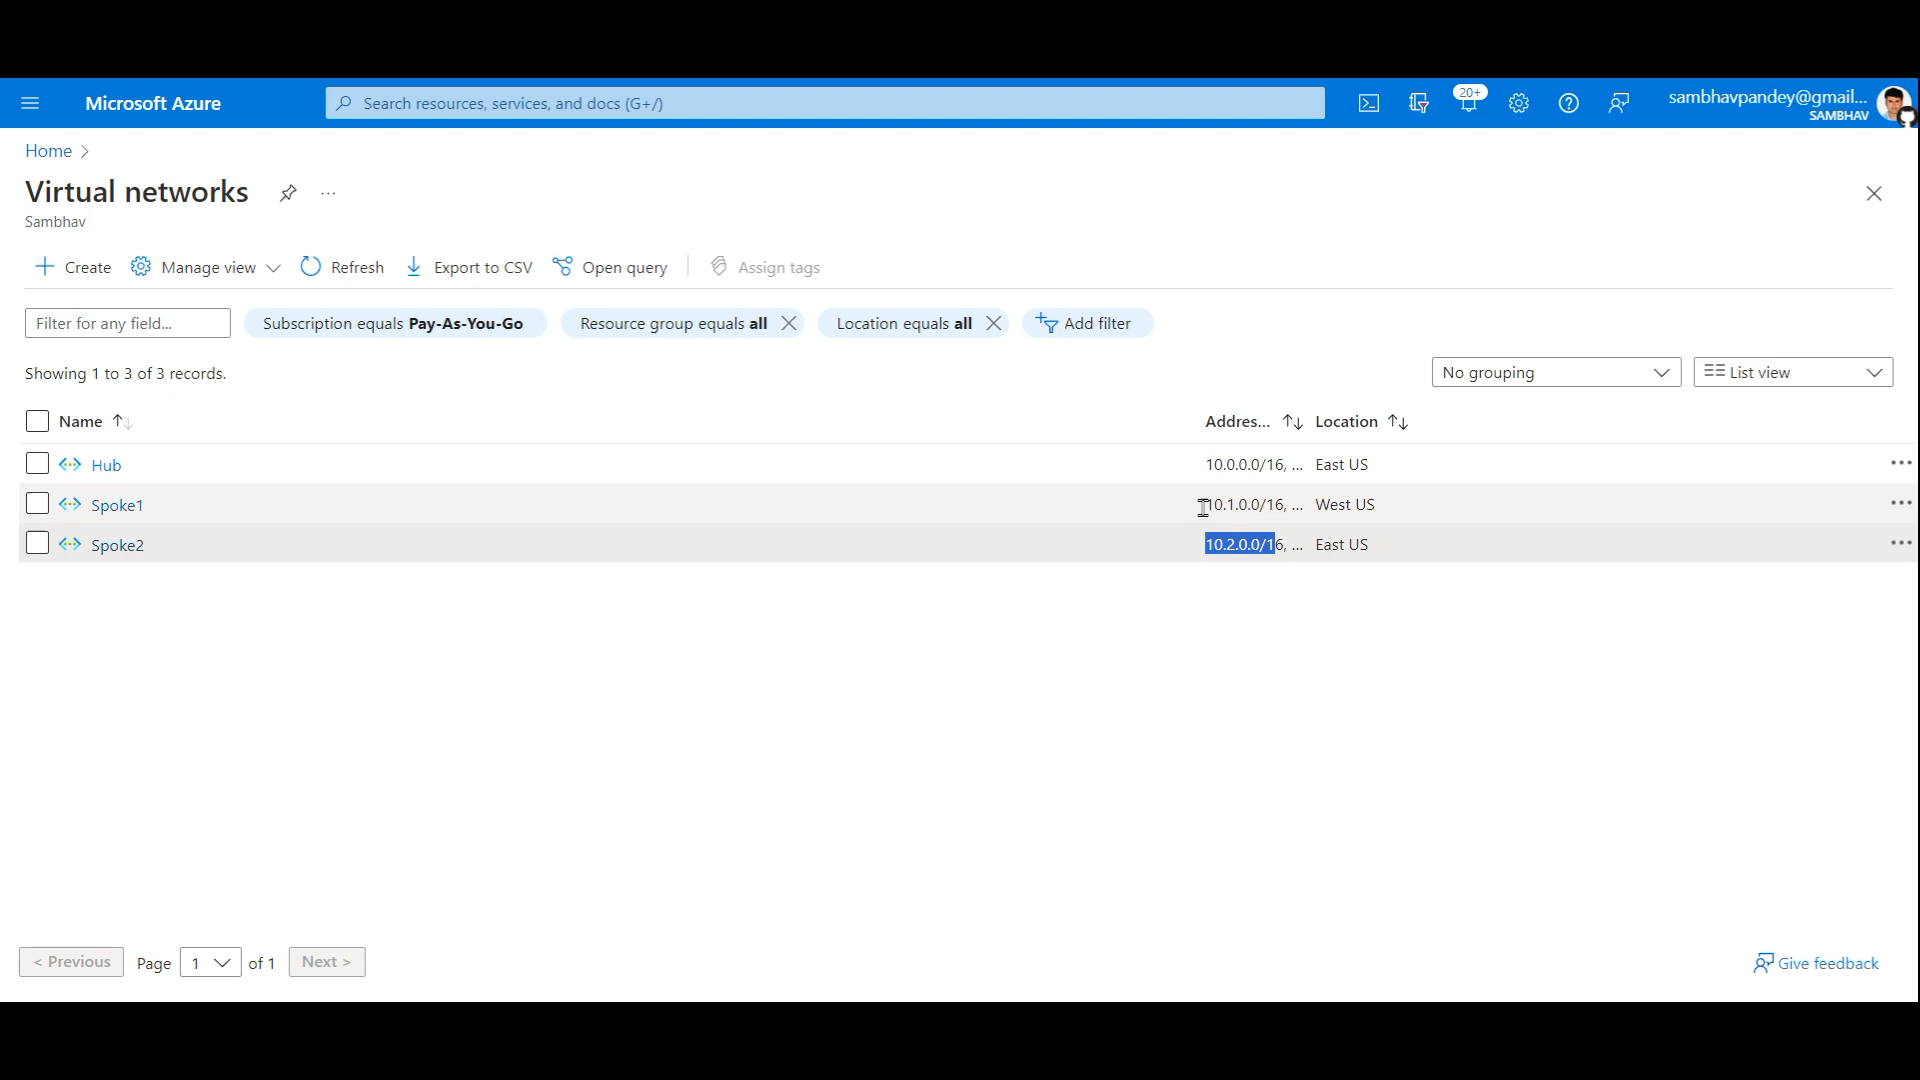 Microsoft Azure
Search resources, services, and docs (G+/)
20+
sambhavpandey@gmail...
SAMBHAV
Home >
Virtual networks
...
Sambhav
+ Create
Manage view
Refresh
Export to CSV
Open query
Assign tags
Filter for any field...
Subscription equals Pay-As-You-Go
Resource group equals all
Location equals all
Add filter
Showing 1 to 3 of 3 records.
No grouping
List view
Name
Addres...
Location
Hub
10.0.0.0/16, ...
East US
...
Spoke1
10.1.0.0/16, ...
West US
...
Spoke2
10.2.0.0/16, ...
East US
...
< Previous
Page
1
of 1
Next >
Give feedback